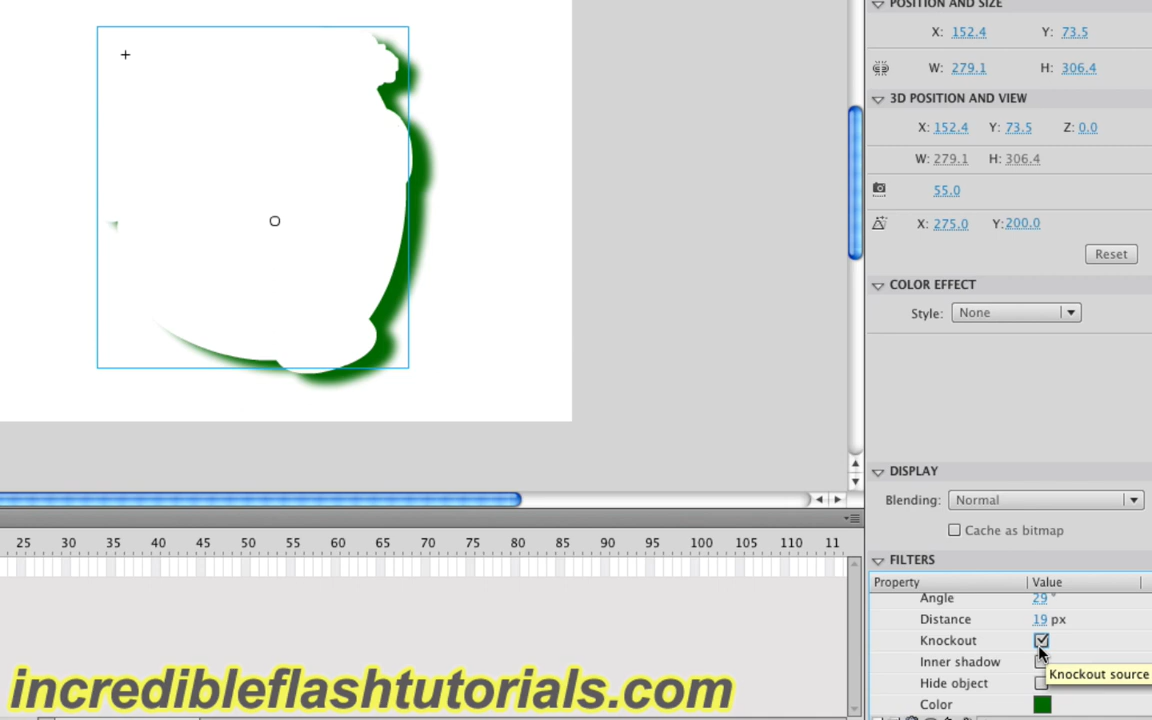 POSITION AND SIZE
X: 152.4 Y: 73.5
W: 279.1 H: 306.4
3D POSITION AND VIEW
X: 152.4 Y: 73.5 Z: 0.0
W: 279.1 H: 306.4
55.0
X: 275.0 Y: 200.0
Reset
COLOR EFFECT
Style: None
DISPLAY
Blending: Normal
Cache as bitmap
25 30 35 40 45 50 55 60 65 70 75 80 85 90 95 100 105 110 11
FILTERS
Property Value
Angle 29 °
Distance 19 px
Knockout
Inner shadow
Knockout source
Hide object
Color
incredibleflashtutorials.com